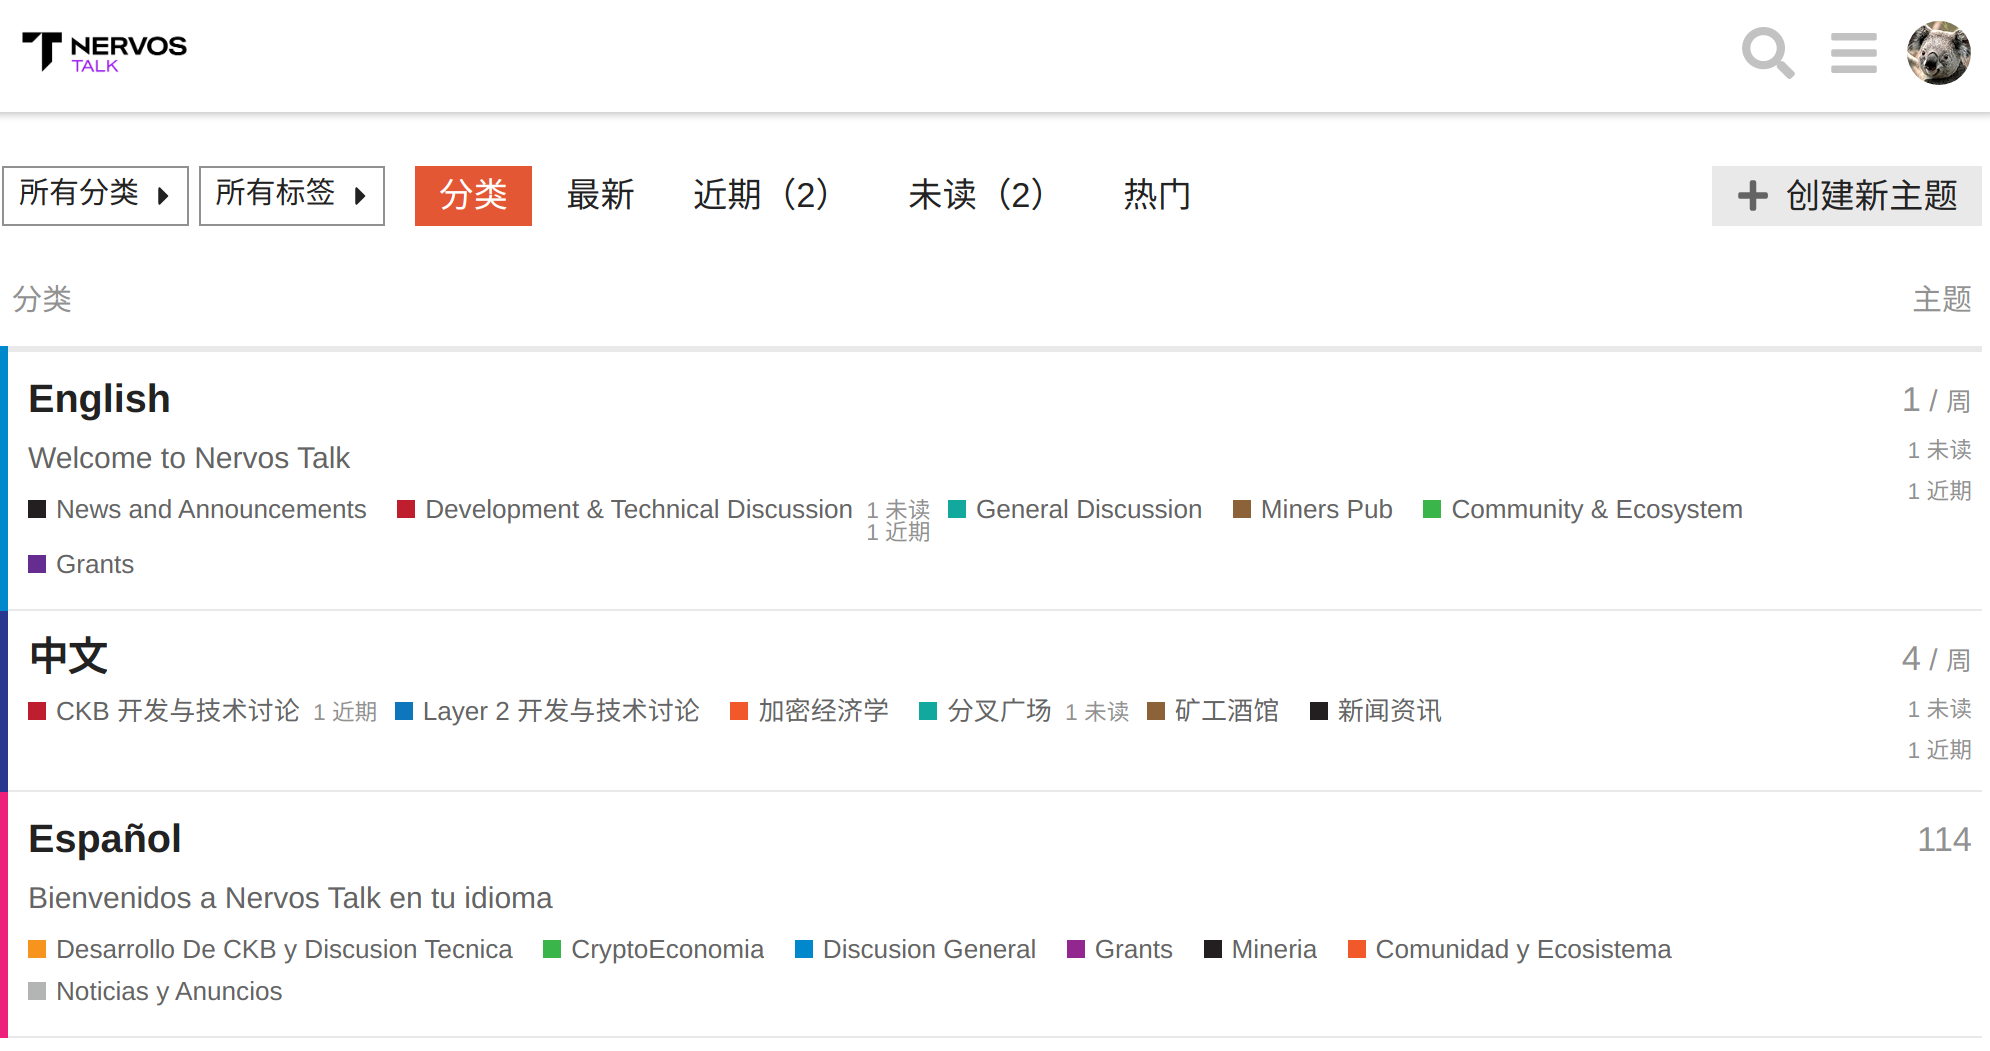 NERVOS
TALK
所有分类 所有标签 分类 最新 近期（2） 未读（2） 热门 创建新主题
分类 主题
English 1 / 周
Welcome to Nervos Talk 1 未读
1 近期
News and Announcements Development & Technical Discussion 1 未读 General Discussion Miners Pub Community & Ecosystem
1 近期
Grants
中文 4 / 周
CKB 开发与技术讨论 1 近期 Layer 2 开发与技术讨论 加密经济学 分叉广场 1 未读 矿工酒馆 新闻资讯 1 未读
1 近期
Español 114
Bienvenidos a Nervos Talk en tu idioma
Desarrollo De CKB y Discusion Tecnica CryptoEconomia Discusion General Grants Mineria Comunidad y Ecosistema
Noticias y Anuncios